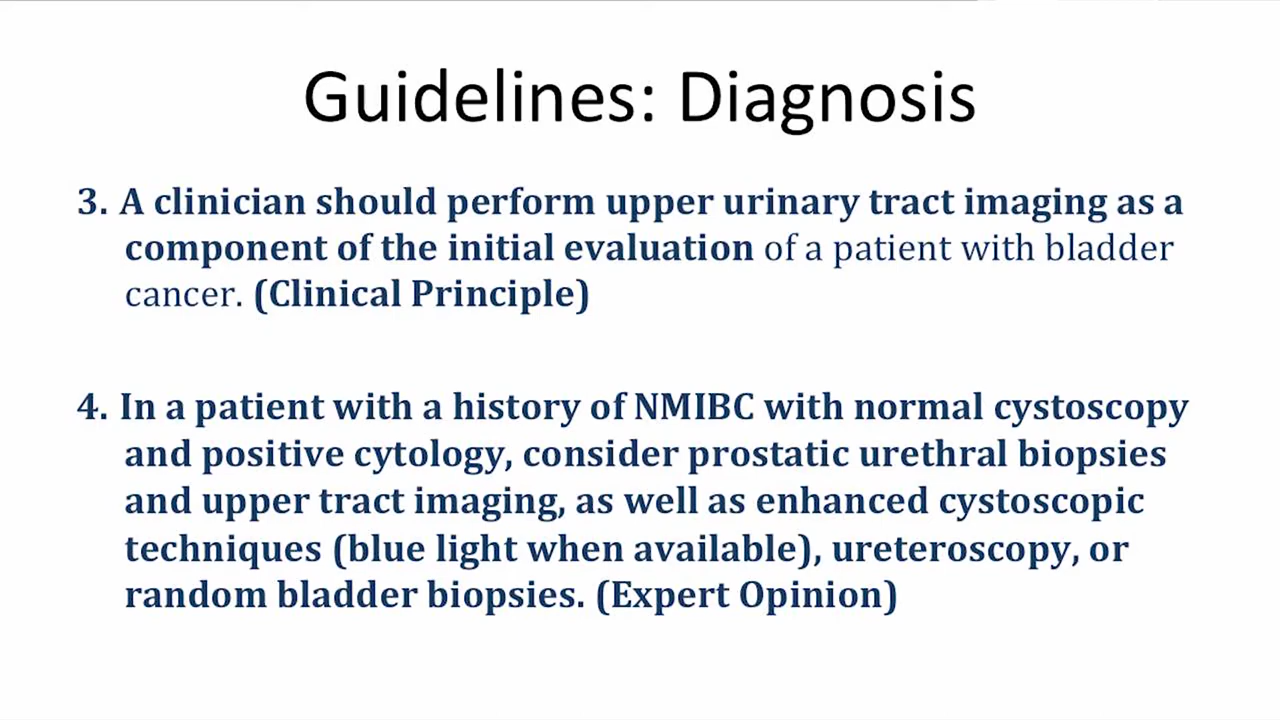 Guidelines: Diagnosis
3. A clinician should perform upper urinary tract imaging as a
component of the initial evaluation of a patient with bladder
cancer. (Clinical Principle)
4. In a patient with a history of NMIBC with normal cystoscopy
and positive cytology, consider prostatic urethral biopsies
and upper tract imaging, as well as enhanced cystoscopic
techniques (blue light when available), ureteroscopy, or
random bladder biopsies. (Expert Opinion)